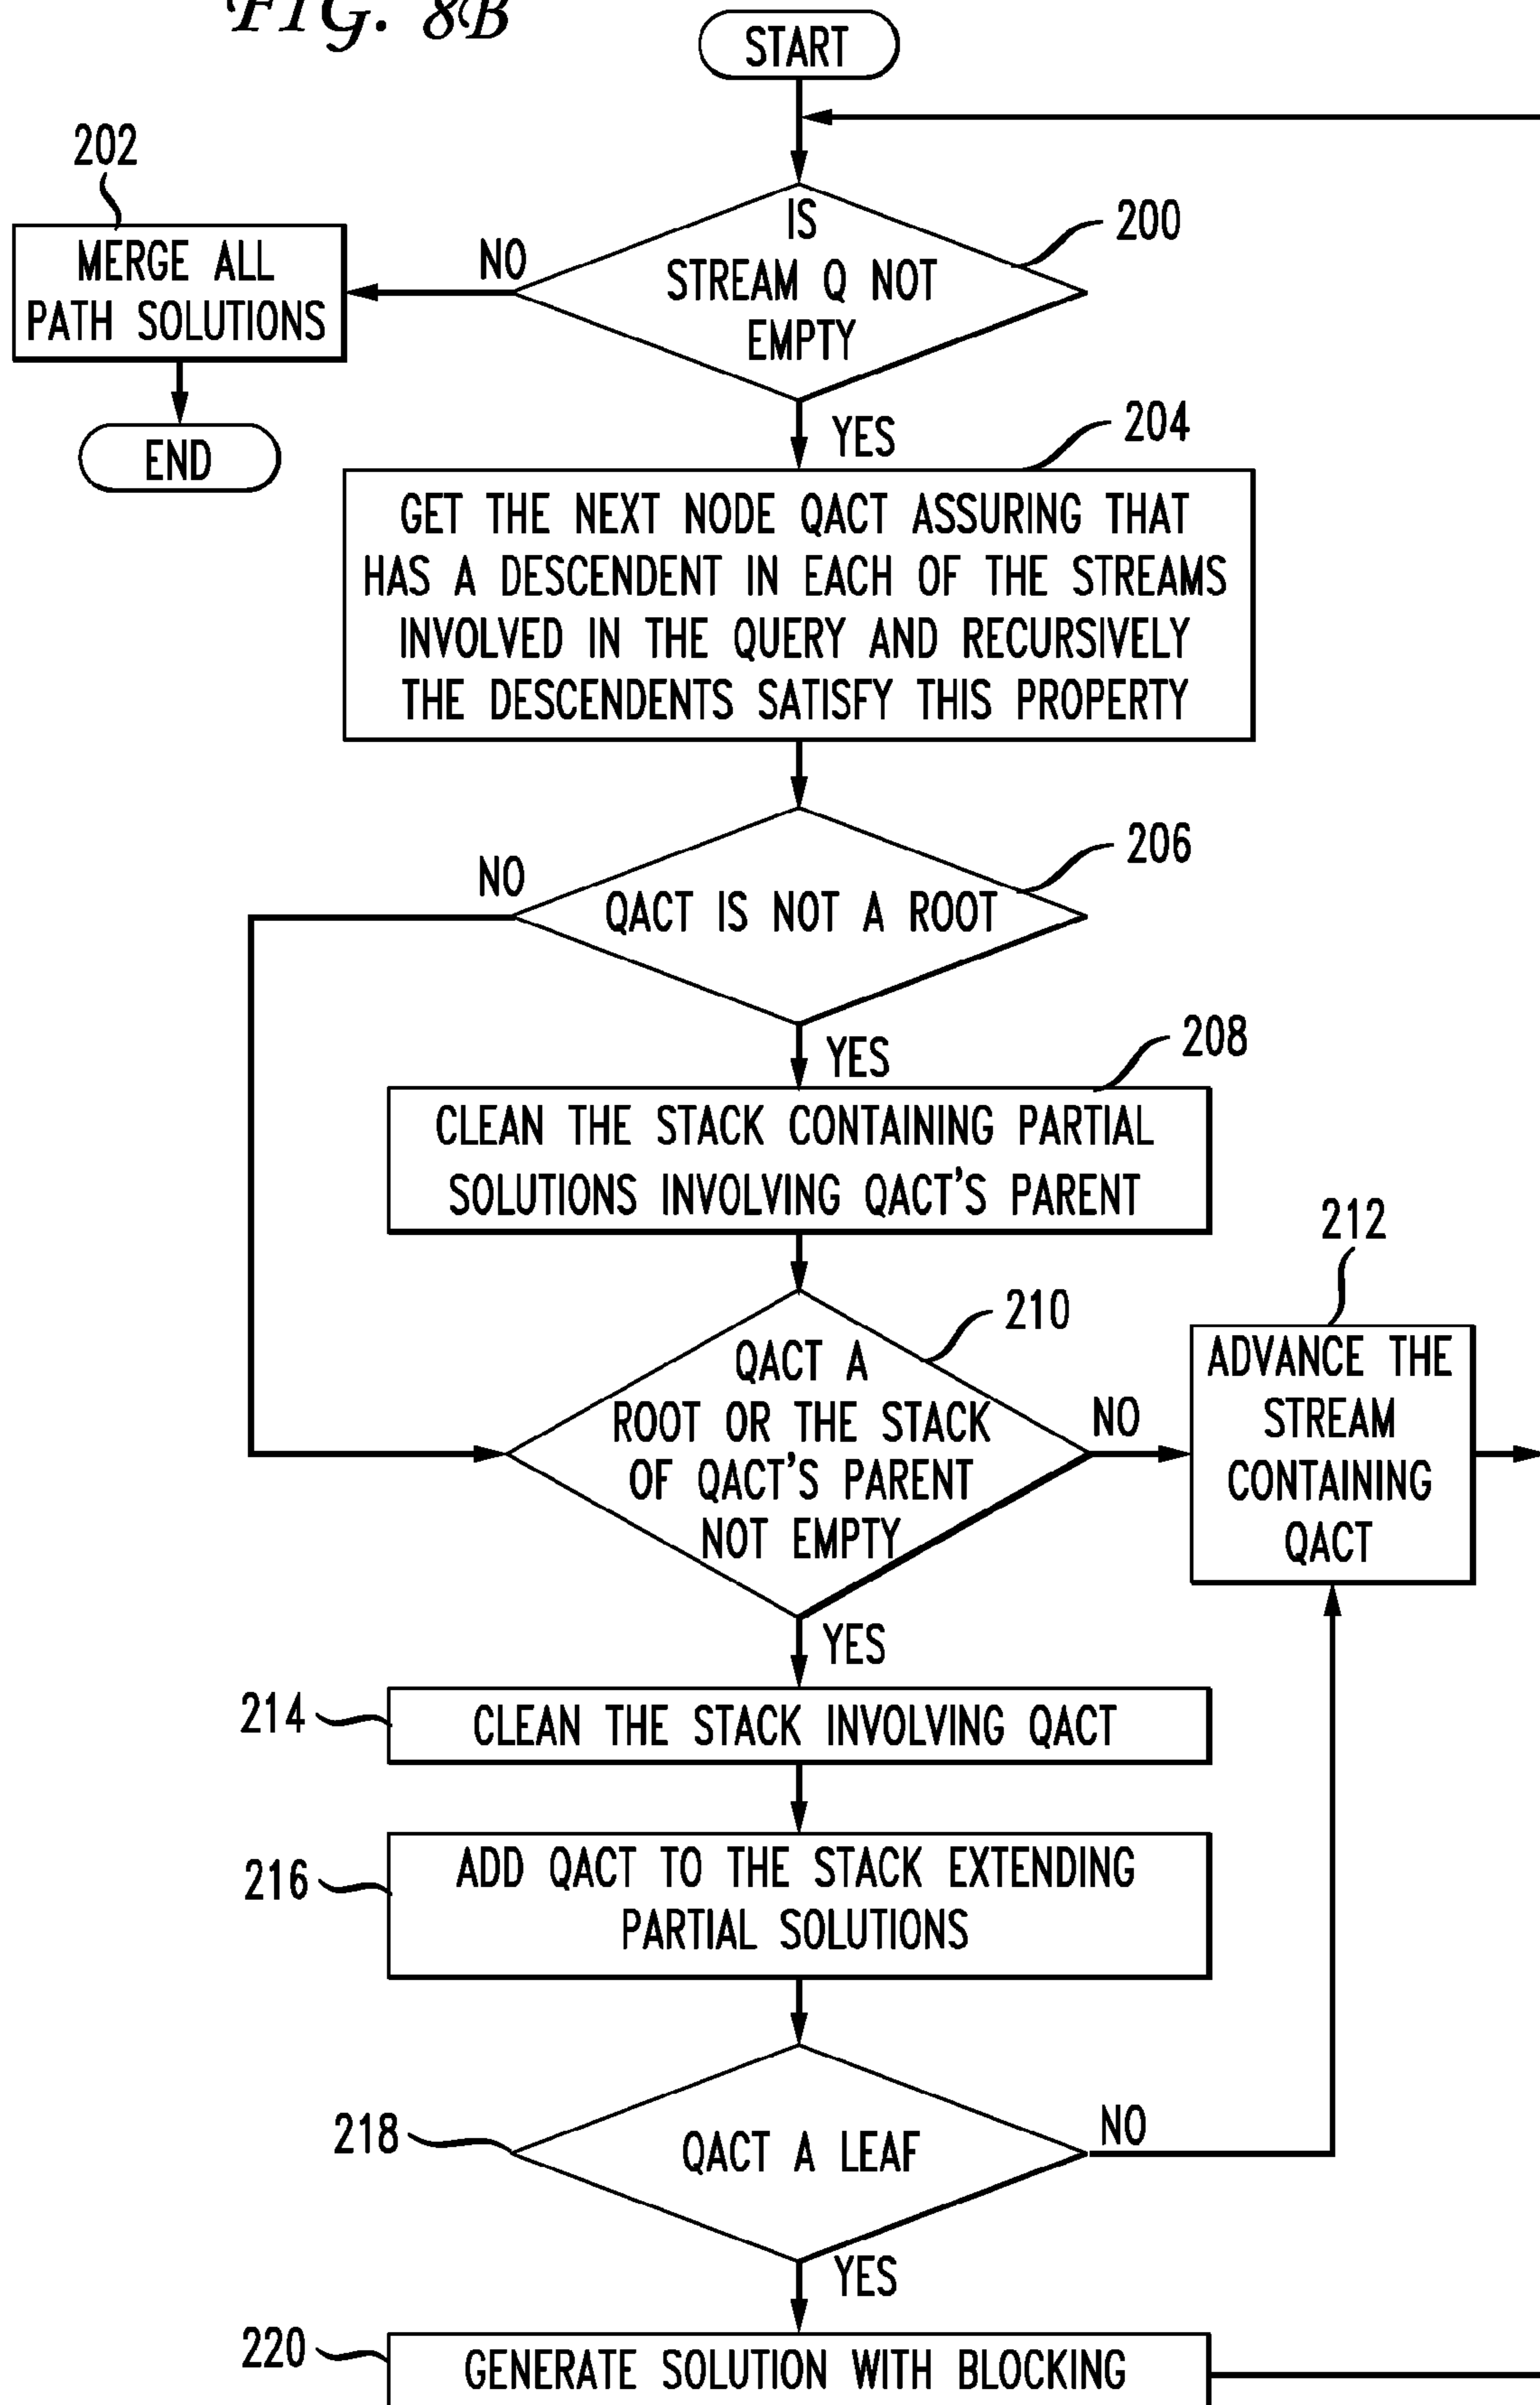 FIG. 8B
START
202
200
MERGE ALL
PATH SOLUTIONS
NO
IS
STREAM Q NOT
EMPTY
END
YES
204
GET THE NEXT NODE QACT ASSURING THAT
HAS A DESCENDENT IN EACH OF THE STREAMS
INVOLVED IN THE QUERY AND RECURSIVELY
THE DESCENDENTS SATISFY THIS PROPERTY
206
NO
QACT IS NOT A ROOT
YES
208
CLEAN THE STACK CONTAINING PARTIAL
SOLUTIONS INVOLVING QACT'S PARENT
210
212
QACT A
ROOT OR THE STACK
OF QACT'S PARENT
NOT EMPTY
NO
ADVANCE THE
STREAM
CONTAINING
QACT
YES
214
CLEAN THE STACK INVOLVING QACT
216
ADD QACT TO THE STACK EXTENDING
PARTIAL SOLUTIONS
218
QACT A LEAF
NO
YES
220
GENERATE SOLUTION WITH BLOCKING